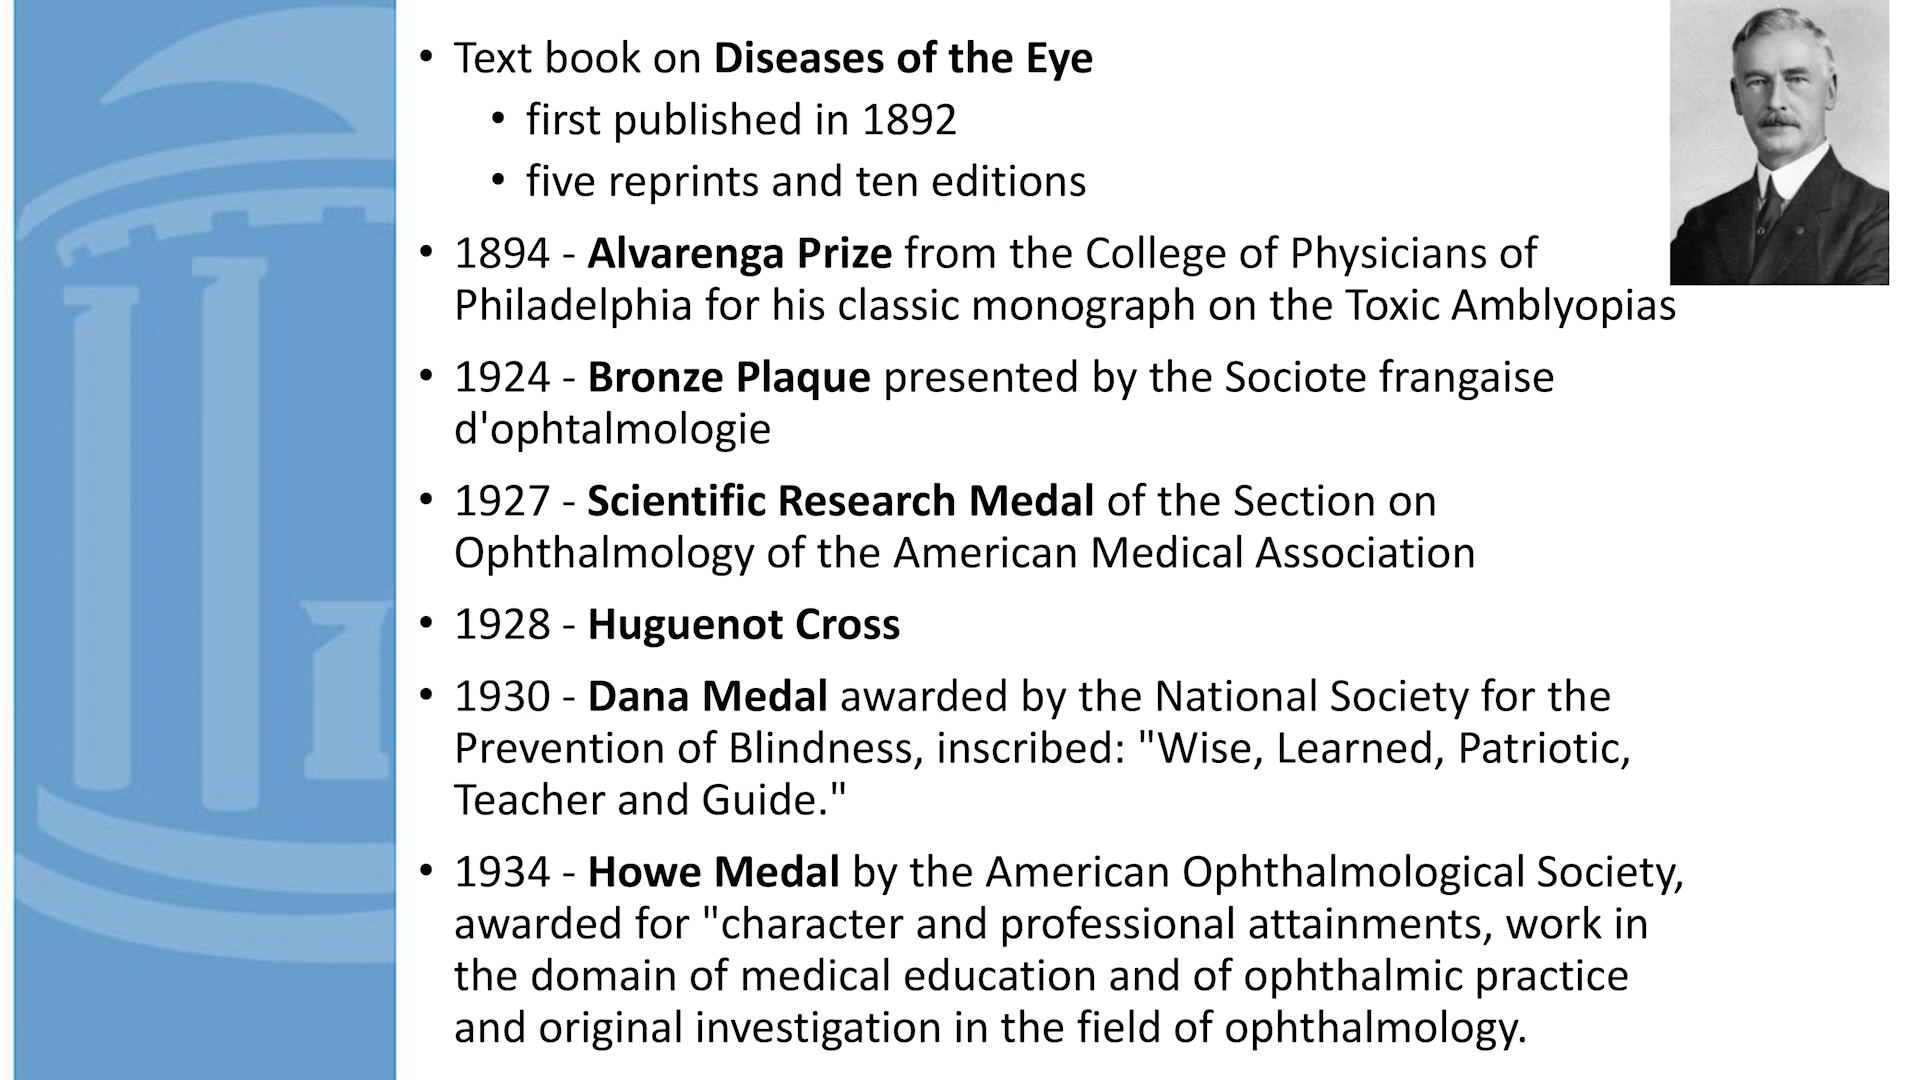 • Text book on Diseases of the Eye
• first published in 1892
• five reprints and ten editions
• 1894 - Alvarenga Prize from the College of Physicians of
Philadelphia for his classic monograph on the Toxic Amblyopias
• 1924 - Bronze Plaque presented by the Sociote frangaise
d'ophtalmologie
• 1927 - Scientific Research Medal of the Section on
Ophthalmology of the American Medical Association
• 1928 - Huguenot Cross
• 1930 - Dana Medal awarded by the National Society for the
Prevention of Blindness, inscribed: "Wise, Learned, Patriotic,
Teacher and Guide."
• 1934 - Howe Medal by the American Ophthalmological Society,
awarded for "character and professional attainments, work in
the domain of medical education and of ophthalmic practice
and original investigation in the field of ophthalmology.